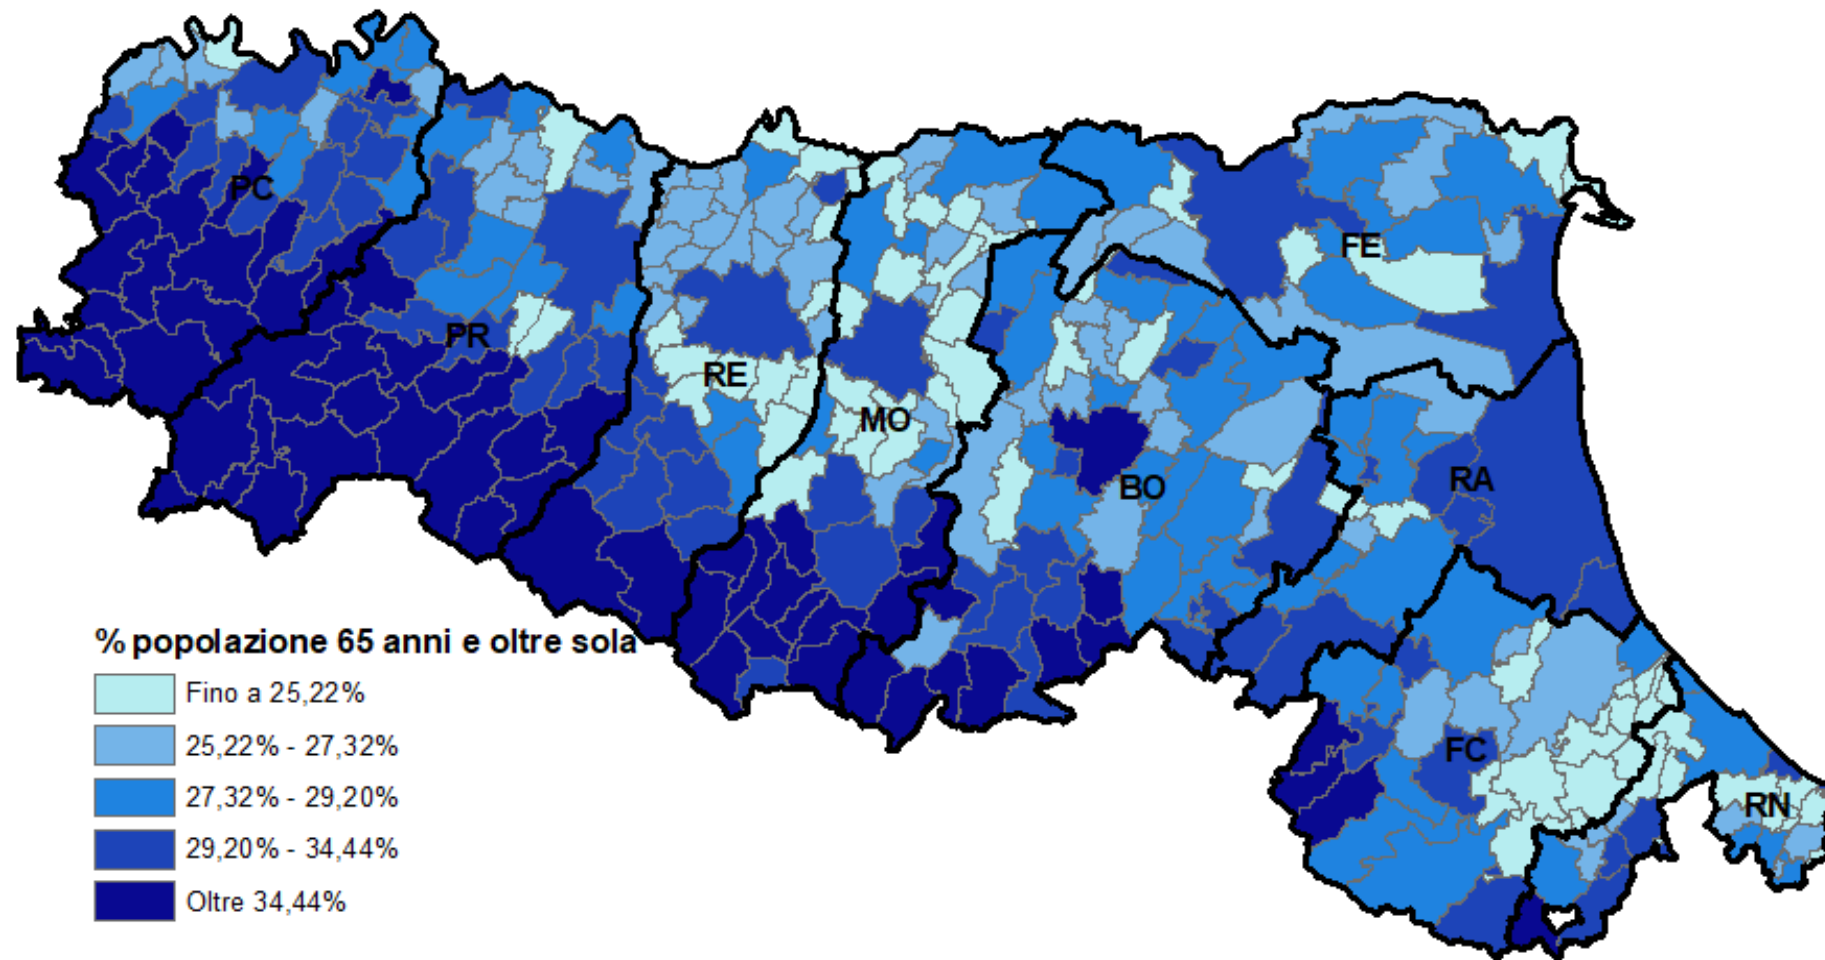 PC
FE
PR
RE
MO
BO
RA
FC
RN
% popolazione 65 anni e oltre sola
Fino a 25,22%
25,22% - 27,32%
27,32% - 29,20%
29,20% - 34,44%
Oltre 34,44%